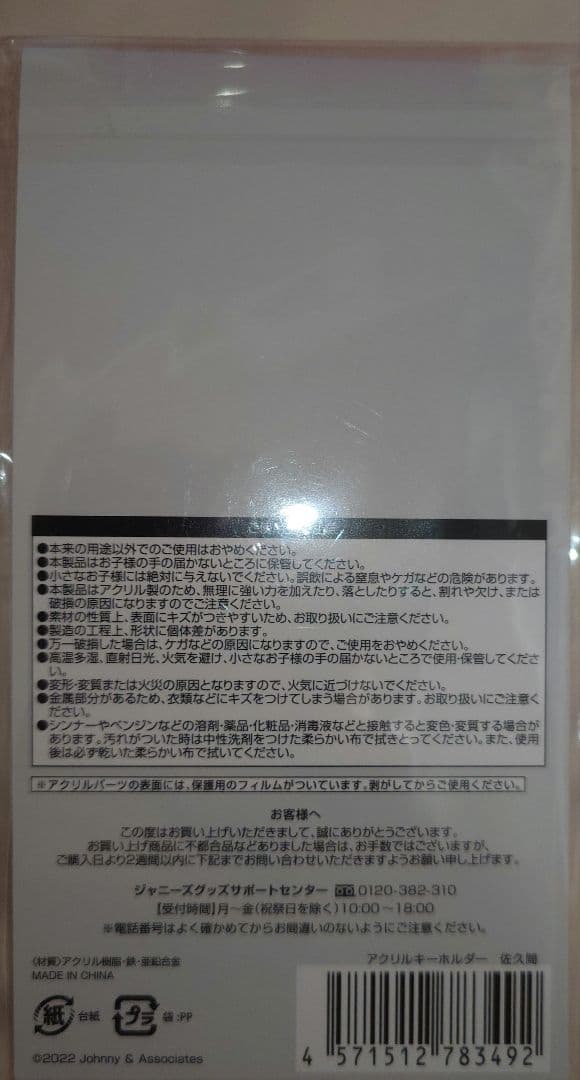 ●本来の用途以外でのご使用はおやめください。
●本製品はお子様の手の届かないところに保管してください。
●小さなお子様には絶対に与えないでください。誤飲による窒息やケガなどの危険があります。
●本製品はアクリル製のため、無理に強い力を加えたり、落としたりすると、割れや欠け、または
破損の原因になりますのでご注意ください。
●素材の性質上、表面にキズがつきやすいため、お取り扱いにご注意ください。
●製造の工程上、形状に個体差があります。
●万一破損した場合は、ケガなどの原因になりますので、ご使用をおやめください。
●高温多湿、直射日光、火気を避け、小さなお子様の手の届かないところで使用・保管してくださ
い。
●変形・変質または火災の原因となりますので、火気に近づけないでください。
●金属部分があるため、衣類などにキズをつけてしまう場合があります。お取り扱いにご注意く
ださい。
●シンナーやベンジンなどの溶剤・薬品・化粧品・消毒液などと接触すると変色・変質する場合が
あります。汚れがついた時は中性洗剤をつけた柔らかい布で拭きとってください。また、使用
後は必ず乾いた柔らかい布で拭いてください。
※アクリルパーツの表面には、保護用のフィルムがついています。剥がしてからご使用ください。
お客様へ
この度はお買い上げいただきまして、誠にありがとうございます。
お買い上げ商品に不都合品などありました場合は、お手数ではございますが、
ご購入日より2週間以内に下記までお問い合わせいただきますようお願い申し上げます。
ジャニーズグッズサポートセンター 0120-382-310
【受付時間】月〜金(祝祭日を除く)10:00〜18:00
※電話番号はよく確かめてからお間違いのないようにご注意ください。
〈材質〉アクリル樹脂・鉄・亜鉛合金
MADE IN CHINA
アクリルキーホルダー 佐久間
紙 台紙 プラ 袋:PP
©2022 Johnny & Associates
4 571512 783492